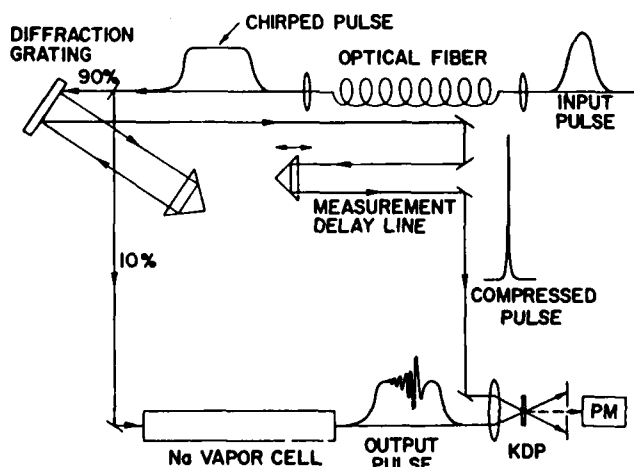 CHIRPED PULSE
DIFFRACTION
GRATING
OPTICAL FIBER
90%
INPUT
PULSE
MEASUREMENT
DELAY LINE
10%
COMPRESSED
PULSE
PM
Na VAPOR CELL
OUTPUT
PULSE
KDP